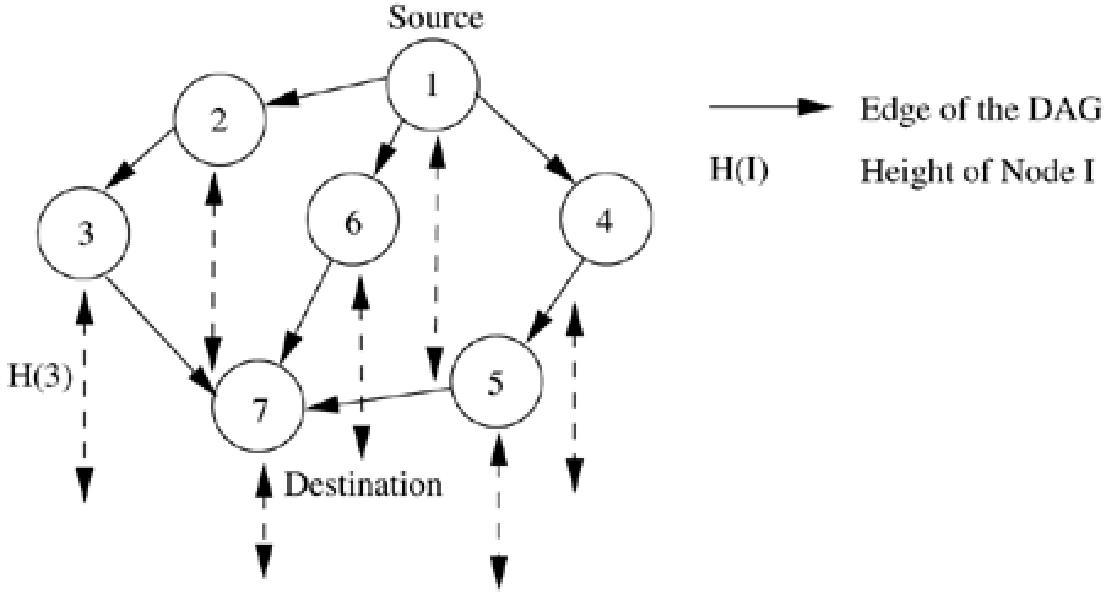 Source
1
2
Edge of the DAG
H(I) Height of Node I
6
4
3
H(3)
5
7
Destination